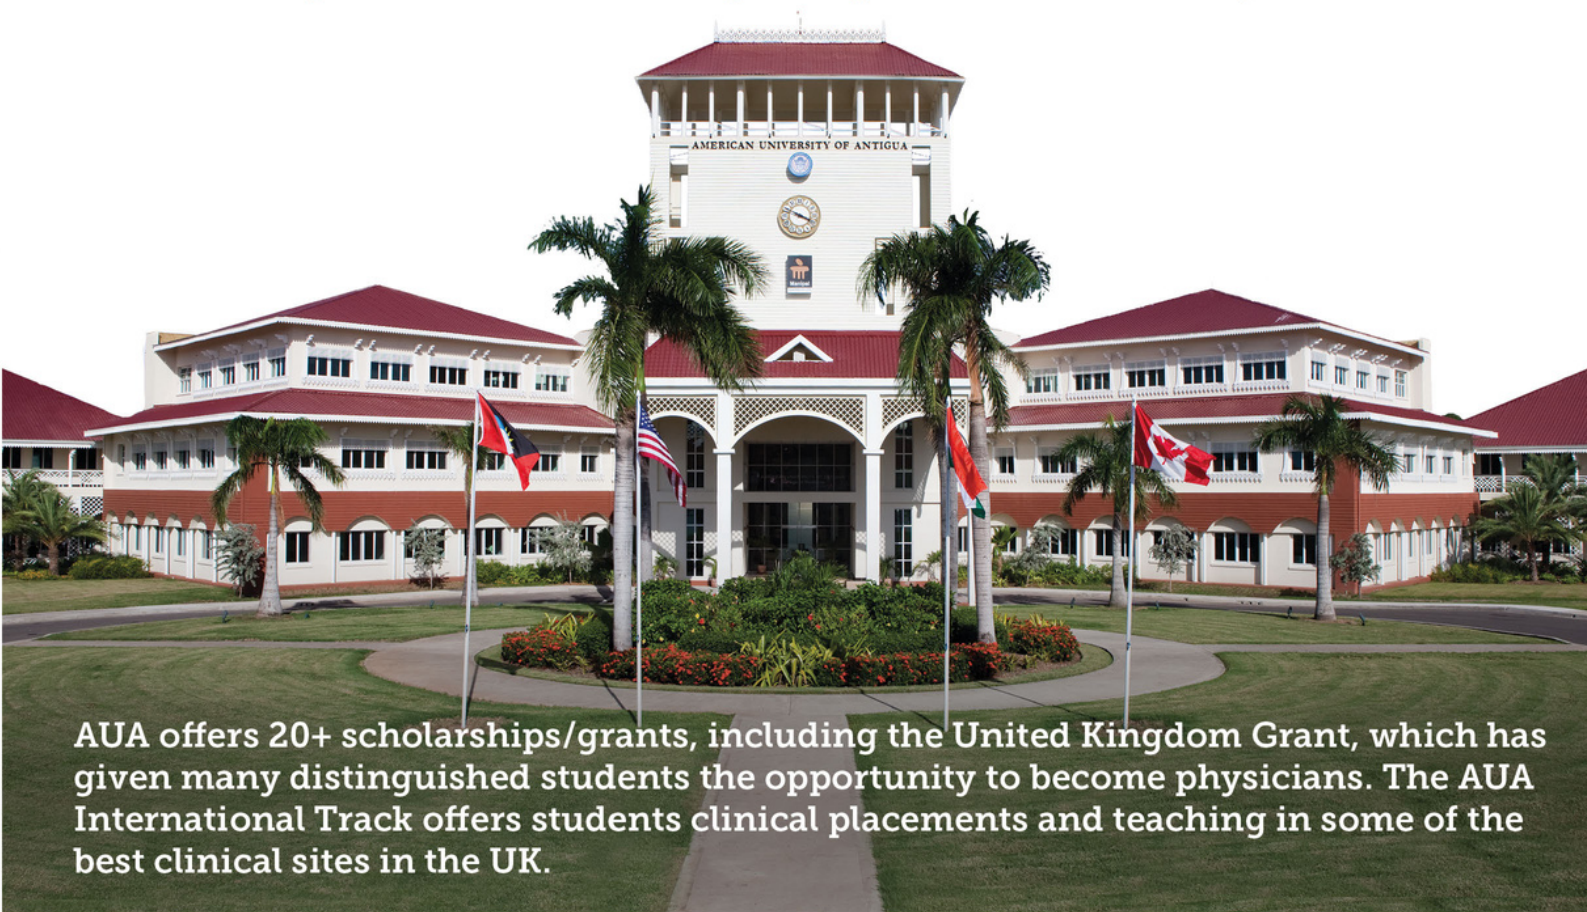 AMERICAN UNIVERSITY OF ANTIGUA
Manipal
AUA offers 20+ scholarships/grants, including the United Kingdom Grant, which has
given many distinguished students the opportunity to become physicians. The AUA
International Track offers students clinical placements and teaching in some of the
best clinical sites in the UK.